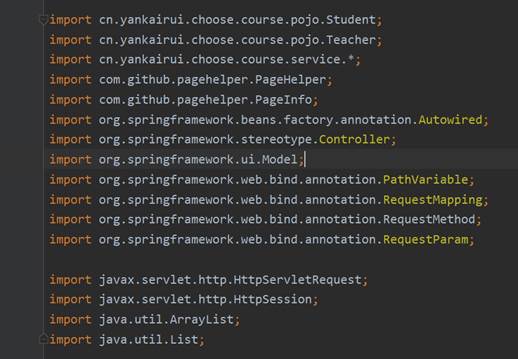 import cn.yankairui.choose.course.pojo.Student;
import cn.yankairui.choose.course.pojo.Teacher;
import cn.yankairui.choose.course.service.*;
import com.github.pagehelper.PageHelper;
import com.github.pagehelper.PageInfo;
import org.springframework.beans.factory.annotation.Autowired;
import org.springframework.stereotype.Controller;
import org.springframework.ui.Model;
import org.springframework.web.bind.annotation.PathVariable;
import org.springframework.web.bind.annotation.RequestMapping;
import org.springframework.web.bind.annotation.RequestMethod;
import org.springframework.web.bind.annotation.RequestParam;
import javax.servlet.http.HttpServletRequest;
import javax.servlet.http.HttpSession;
import java.util.ArrayList;
import java.util.List;